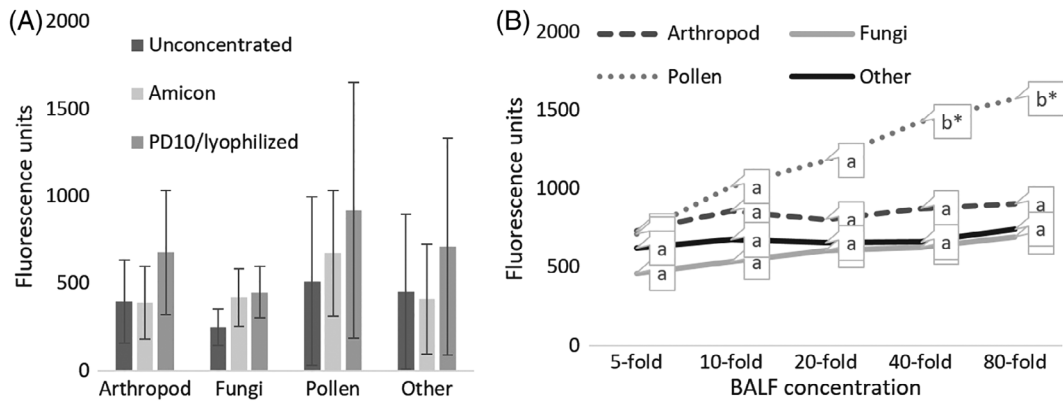 (A)
2000
1500
1000
500
0
Fluorescence units
Unconcentrated
Amicon
PD10/lyophilized
Arthropod Fungi Pollen Other
(B)
2000
1500
1000
500
0
Fluorescence units
Arthropod Fungi
Pollen Other
b*
b*
a
a
a
a
a
a
a
a
a
a
a
a
5-fold 10-fold 20-fold 40-fold 80-fold
BALF concentration